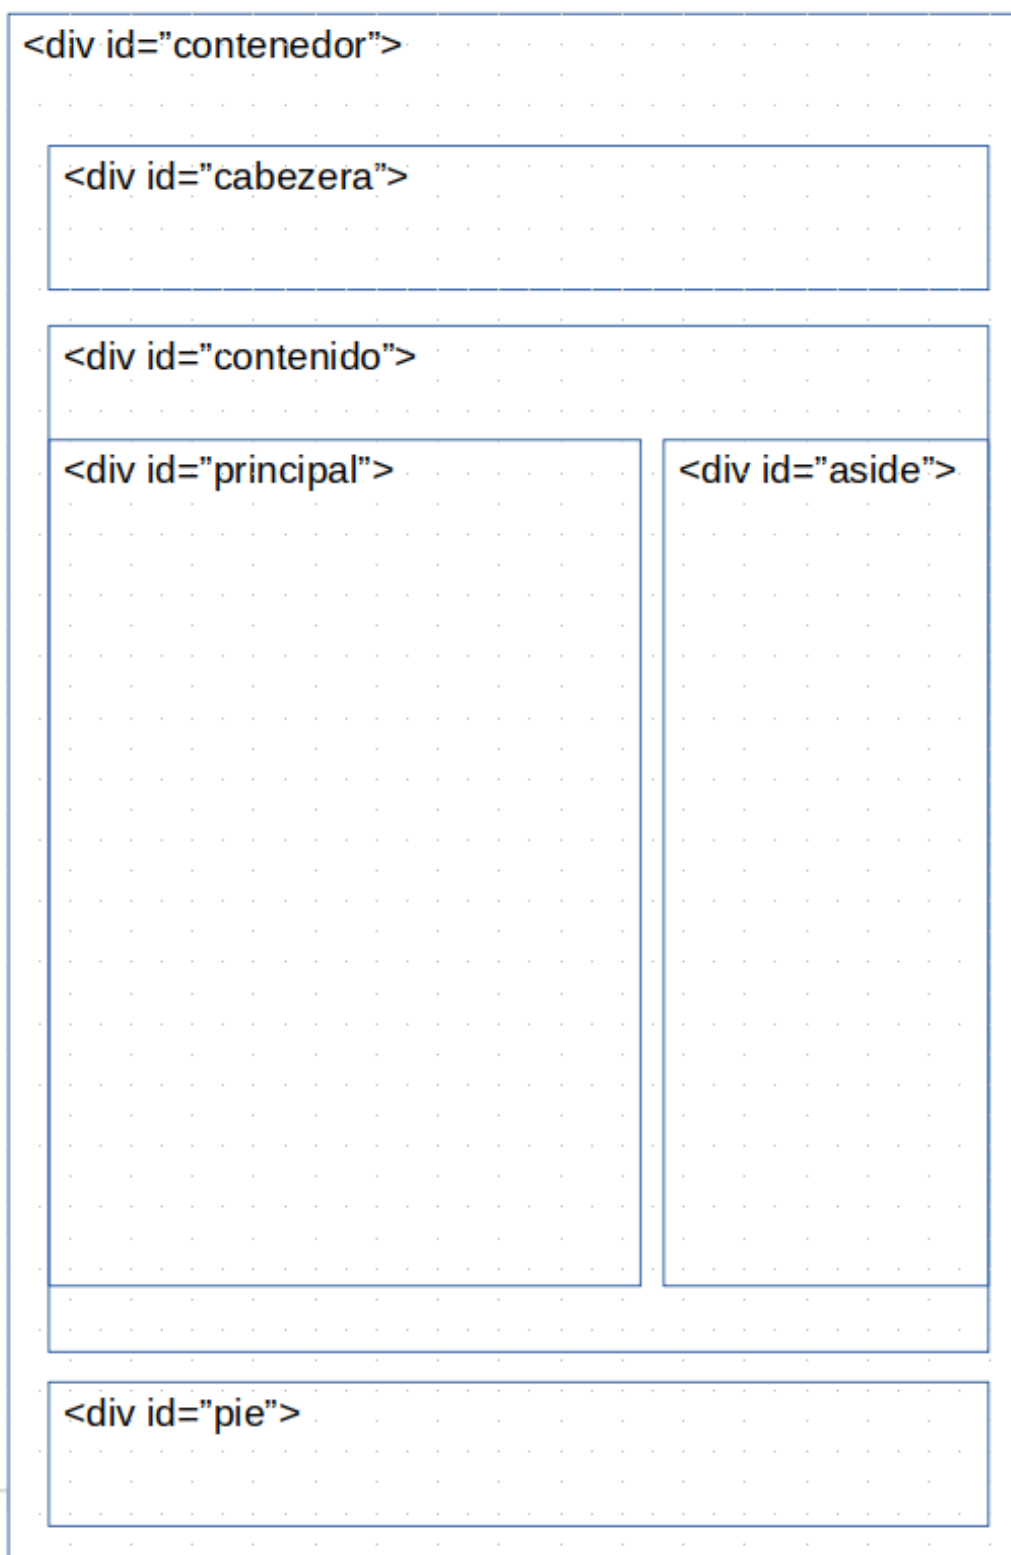 <div id=”contenedor”>
<div id=”cabezera”>
<div id=”contenido”>
<div id=”principal”>
<div id=”aside”>
<div id=”pie”>